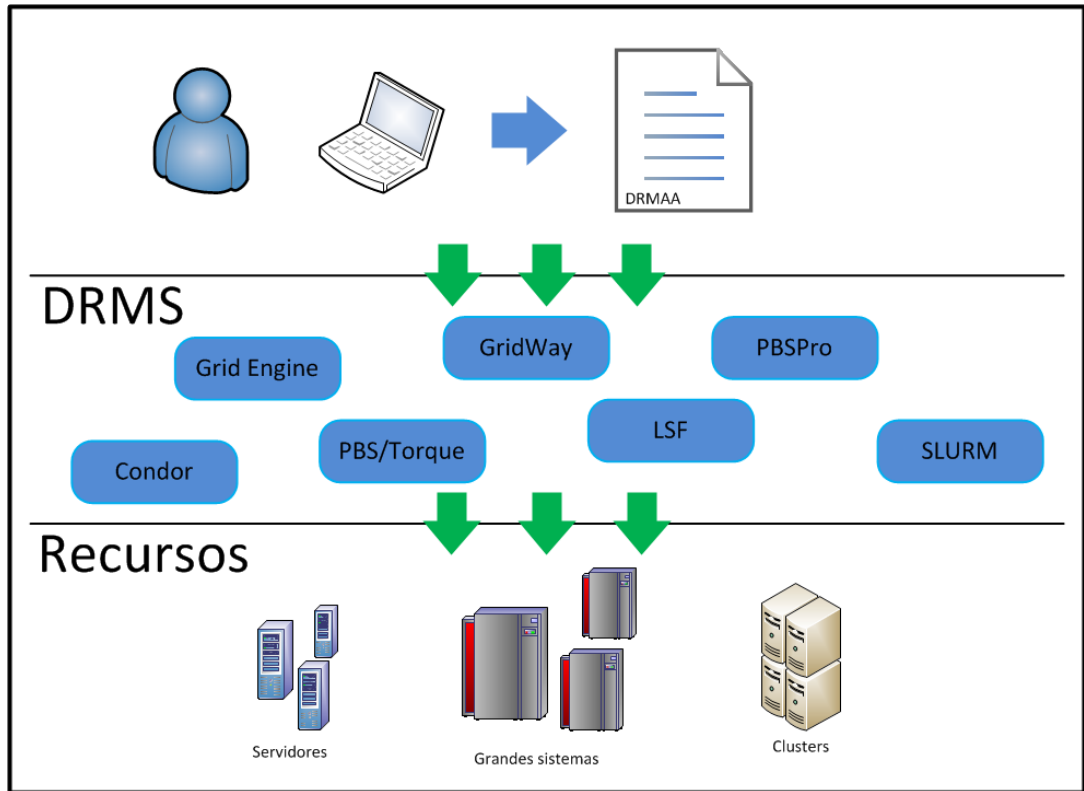 DRMAA
DRMS
GridWay
PBSPro
Grid Engine
LSF
PBS/Torque
SLURM
Condor
Recursos
Servidores
Grandes sistemas
Clusters